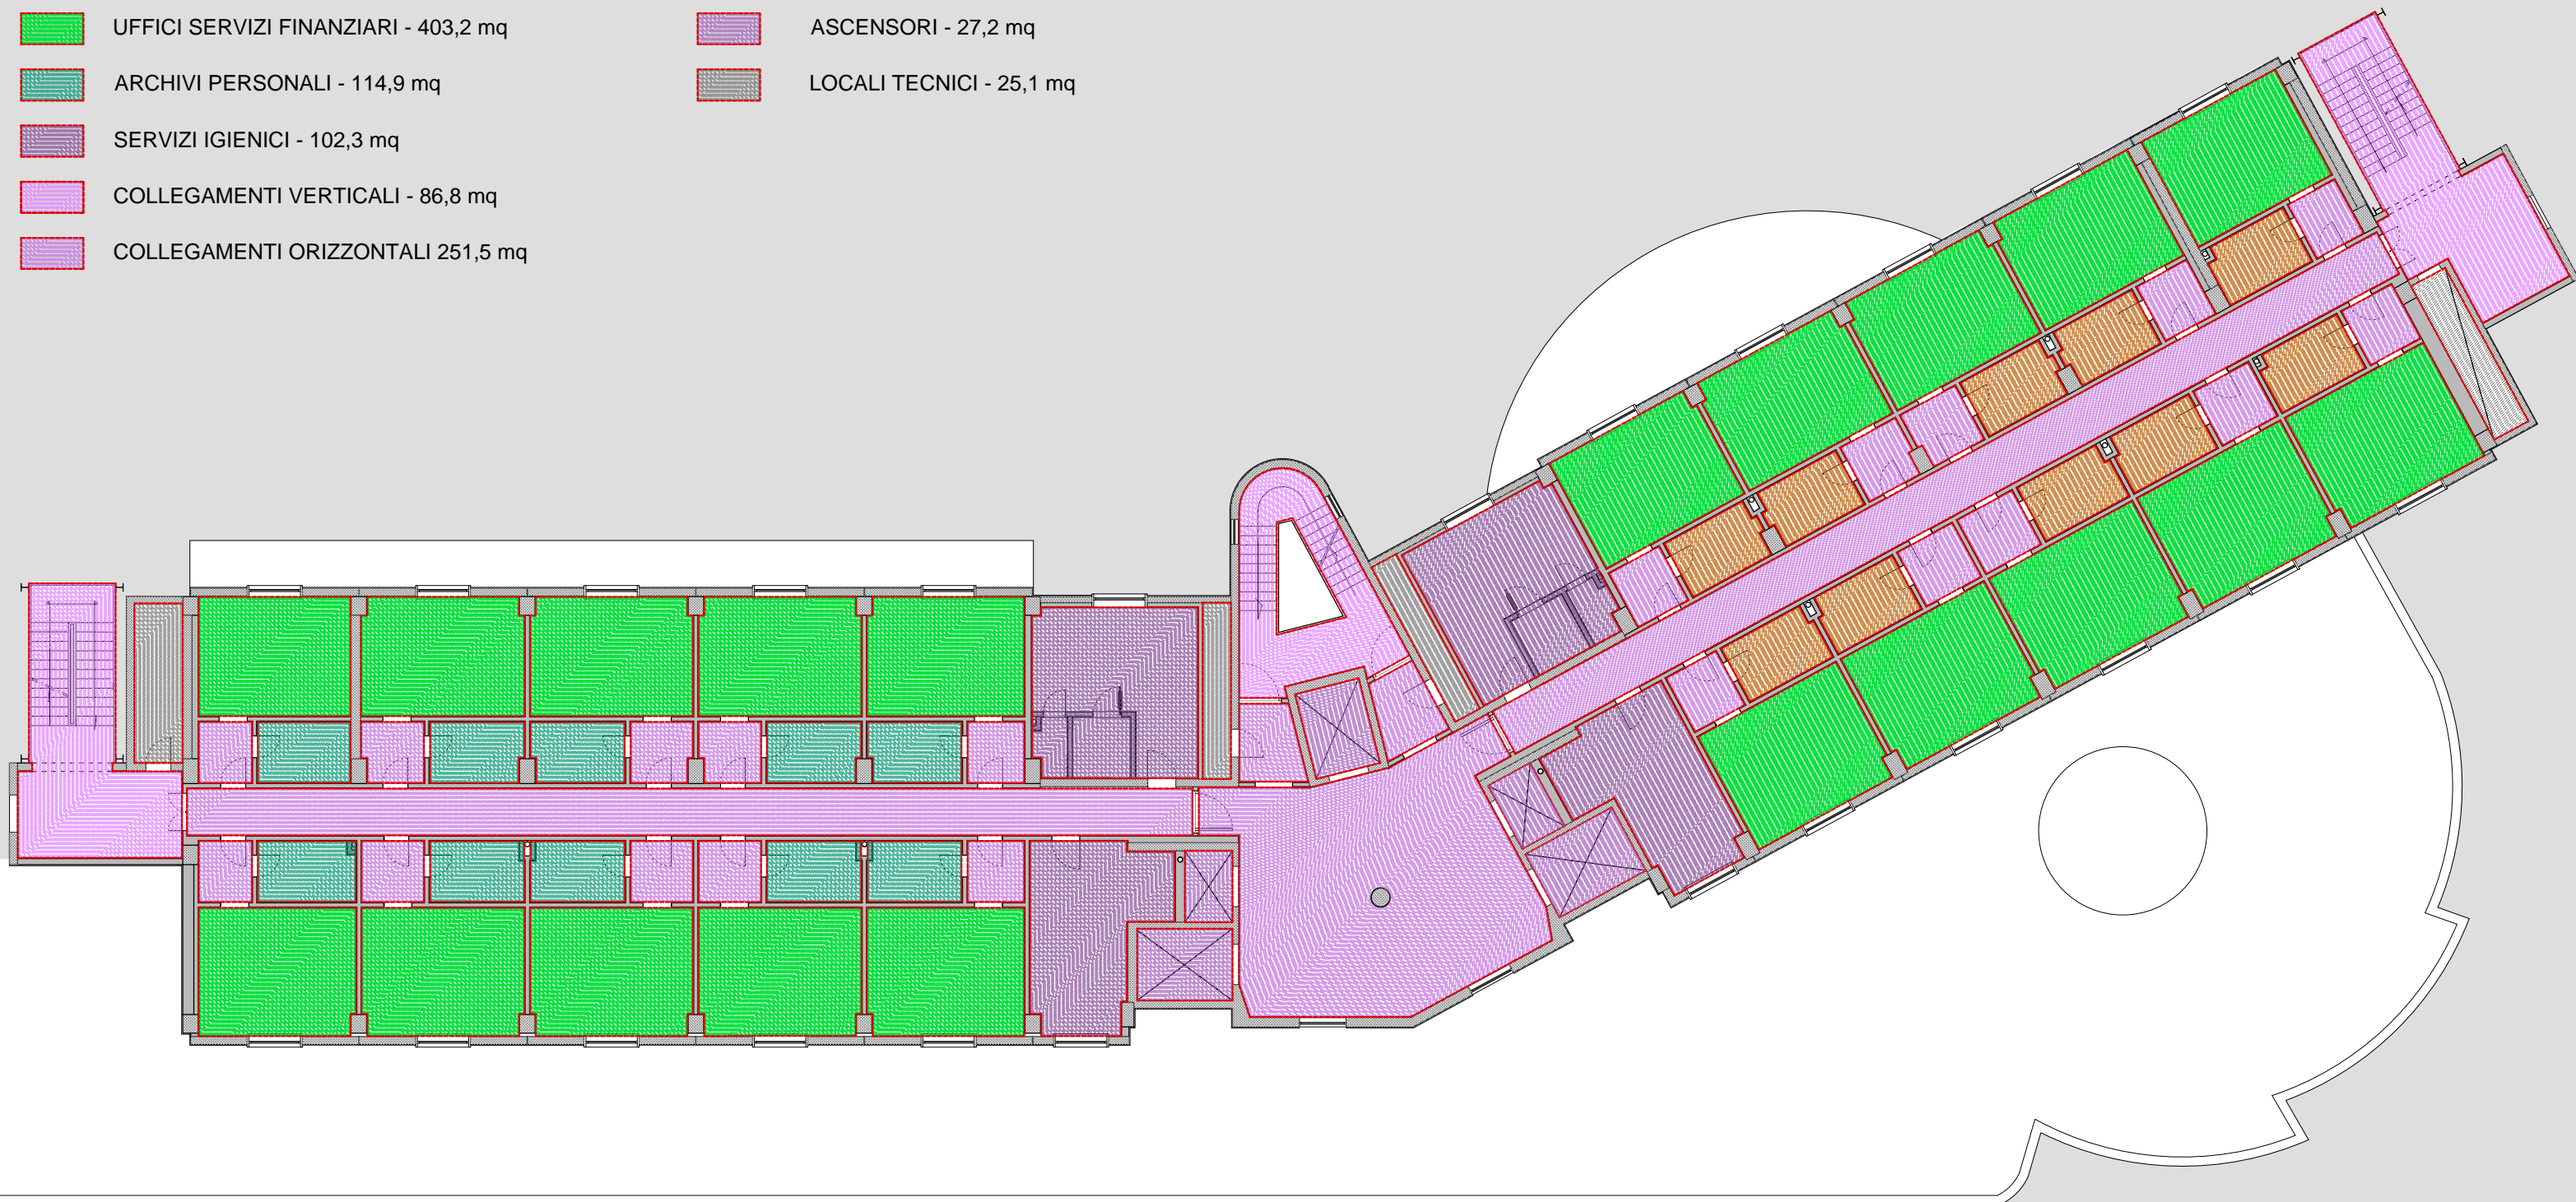 UFFICI SERVIZI FINANZIARI - 403,2 mq
ARCHIVI PERSONALI - 114,9 mq
SERVIZI IGIENICI - 102,3 mq
COLLEGAMENTI VERTICALI - 86,8 mq
COLLEGAMENTI ORIZZONTALI 251,5 mq
ASCENSORI - 27,2 mq
LOCALI TECNICI - 25,1 mq